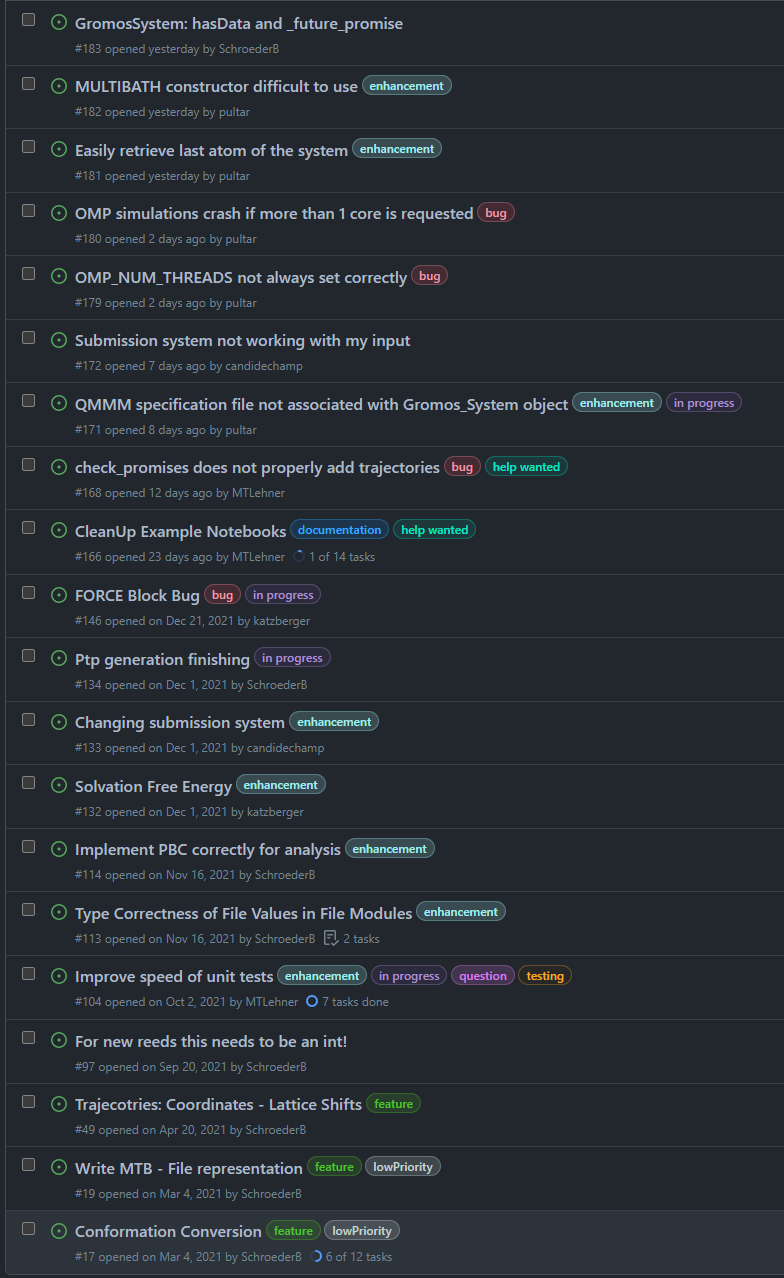 GromosSystem: hasData and _future_promise
#183 opened yesterday by SchroederB
MULTIBATH constructor difficult to use enhancement
#182 opened yesterday by pultar
Easily retrieve last atom of the system enhancement
#181 opened yesterday by pultar
OMP simulations crash if more than 1 core is requested bug
#180 opened 2 days ago by pultar
OMP_NUM_THREADS not always set correctly bug
#179 opened 2 days ago by pultar
Submission system not working with my input
#172 opened 7 days ago by candidechamp
QMMM specification file not associated with Gromos_System object enhancement in progress
#171 opened 8 days ago by pultar
check_promises does not properly add trajectories bug help wanted
#168 opened 12 days ago by MTLehner
CleanUp Example Notebooks documentation help wanted
#166 opened 23 days ago by MTLehner 1 of 14 tasks
FORCE Block Bug bug in progress
#146 opened on Dec 21, 2021 by katzberger
Ptp generation finishing in progress
#134 opened on Dec 1, 2021 by SchroederB
Changing submission system enhancement
#133 opened on Dec 1, 2021 by candidechamp
Solvation Free Energy enhancement
#132 opened on Dec 1, 2021 by katzberger
Implement PBC correctly for analysis enhancement
#114 opened on Nov 16, 2021 by SchroederB
Type Correctness of File Values in File Modules enhancement
#113 opened on Nov 16, 2021 by SchroederB 2 tasks
Improve speed of unit tests enhancement in progress question testing
#104 opened on Oct 2, 2021 by MTLehner 7 tasks done
For new reeds this needs to be an int!
#97 opened on Sep 20, 2021 by SchroederB
Trajecotries: Coordinates - Lattice Shifts feature
#49 opened on Apr 20, 2021 by SchroederB
Write MTB - File representation feature lowPriority
#19 opened on Mar 4, 2021 by SchroederB
Conformation Conversion feature lowPriority
#17 opened on Mar 4, 2021 by SchroederB 6 of 12 tasks